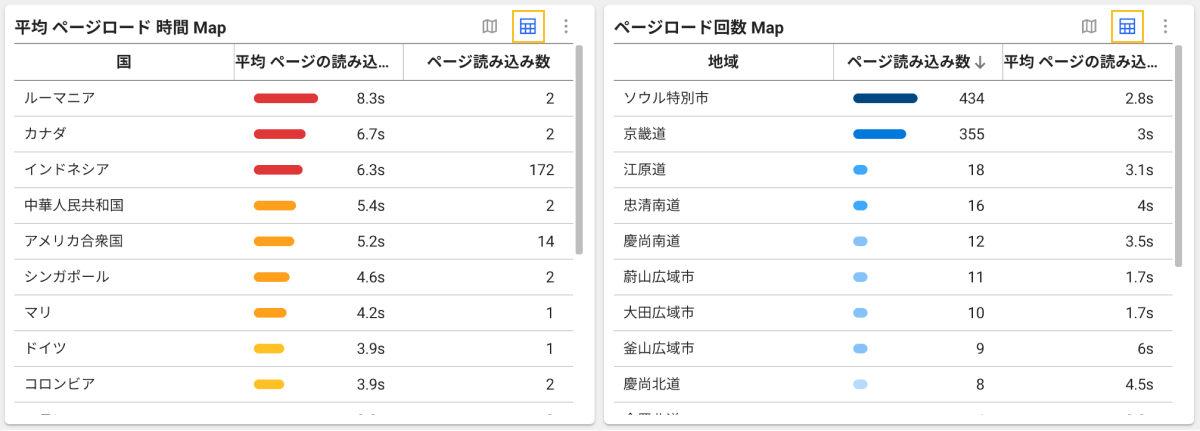 平均 ページロード 時間 Map
国 平均 ページの読み込... ページ読み込み数
ルーマニア 8.3s 2
カナダ 6.7s 2
インドネシア 6.3s 172
中華人民共和国 5.4s 2
アメリカ合衆国 5.2s 14
シンガポール 4.6s 2
マリ 4.2s 1
ドイツ 3.9s 1
コロンビア 3.9s 2
ページロード回数 Map
地域 ページ読み込み数 ↓ 平均 ページの読み込...
ソウル特別市 434 2.8s
京畿道 355 3s
江原道 18 3.1s
忠清南道 16 4s
慶尚南道 12 3.5s
蔚山広域市 11 1.7s
大田広域市 10 1.7s
釜山広域市 9 6s
慶尚北道 8 4.5s